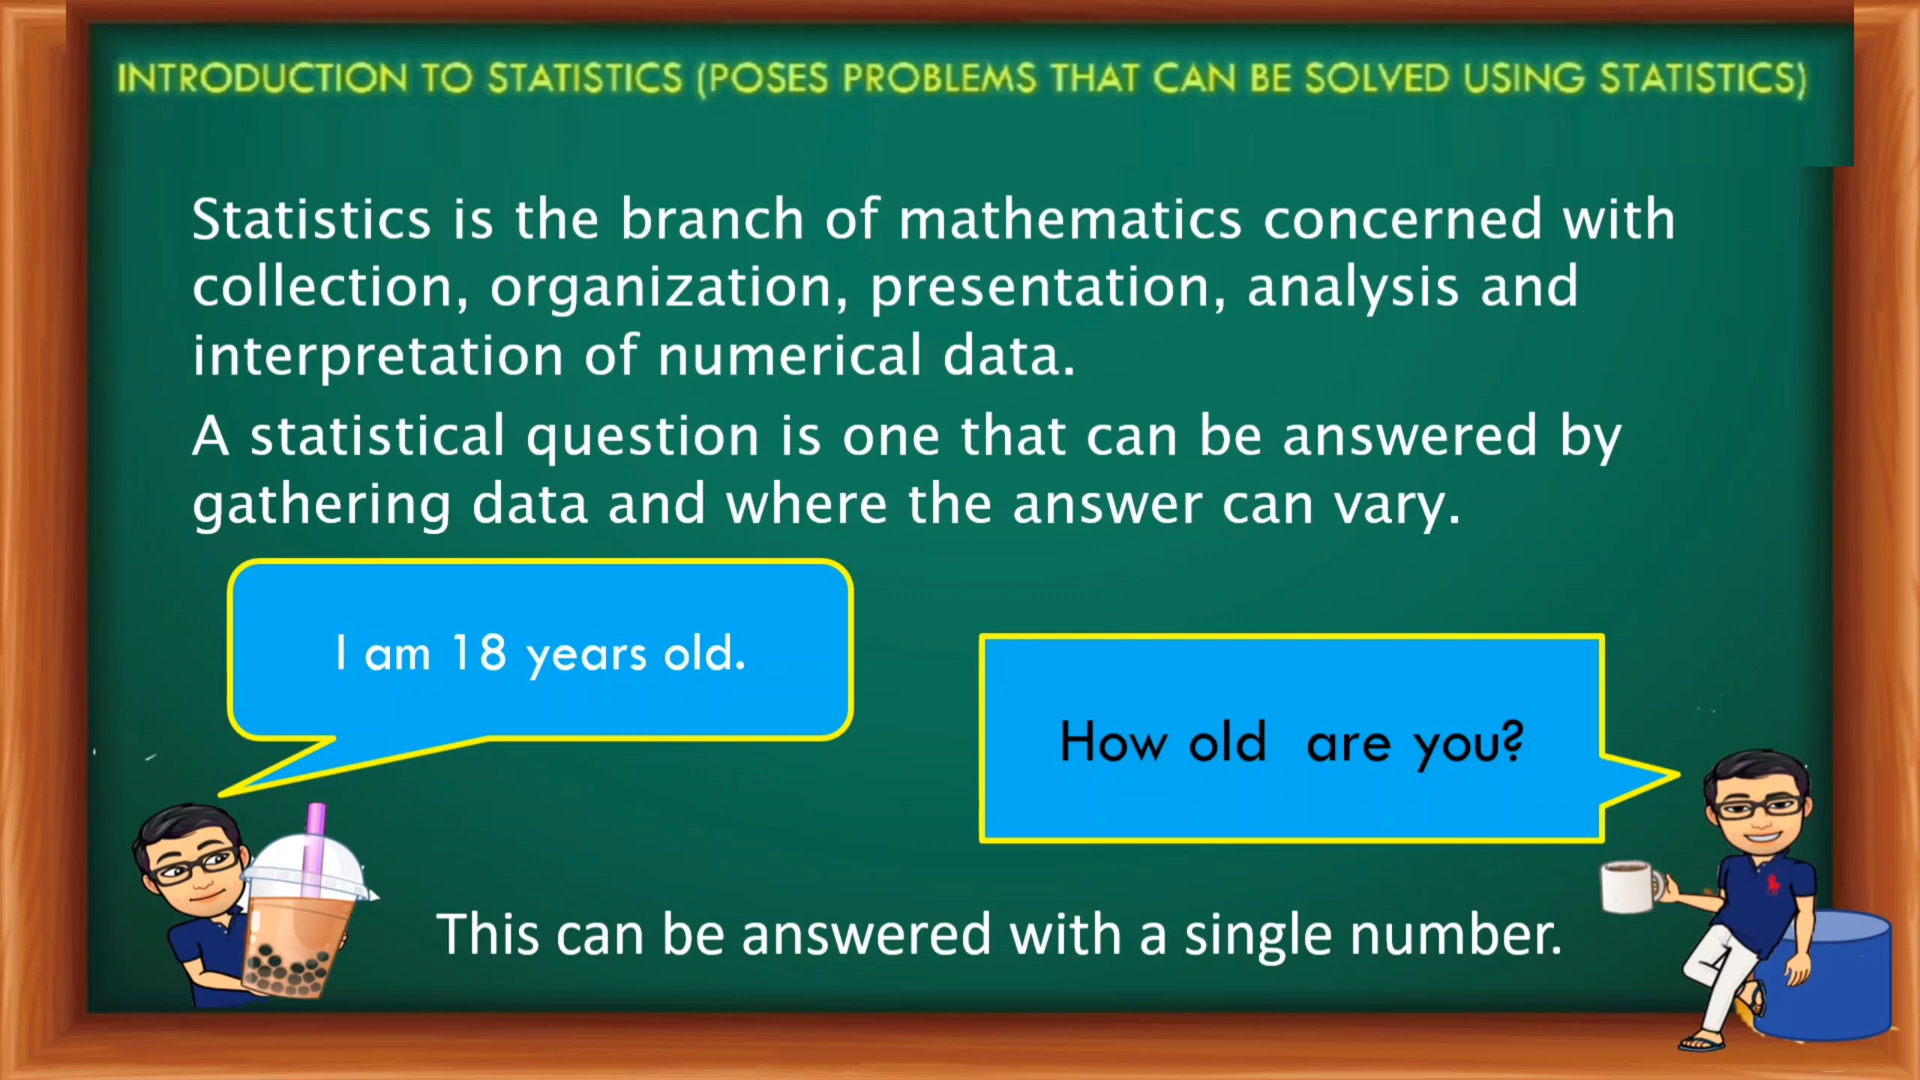 INTRODUCTION TO STATISTICS (POSES PROBLEMS THAT CAN BE SOLVED USING STATISTICS)
Statistics is the branch of mathematics concerned with
collection, organization, presentation, analysis and
interpretation of numerical data.
A statistical question is one that can be answered by
gathering data and where the answer can vary.
I am 18 years old.
How old are you?
This can be answered with a single number.